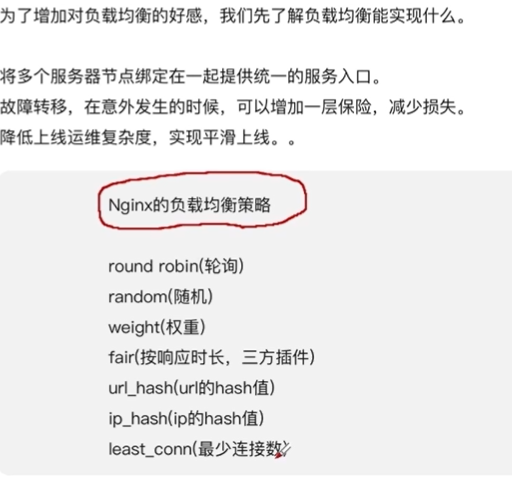 为了增加对负载均衡的好感，我们先了解负载均衡能实现什么。
将多个服务器节点绑定在一起提供统一的服务入口。
故障转移，在意外发生的时候，可以增加一层保险，减少损失。
降低上线运维复杂度，实现平滑上线。。
Nginx的负载均衡策略
round robin(轮询)
random(随机)
weight(权重)
fair(按响应时长，三方插件)
url_hash(url的hash值)
ip_hash(ip的hash值)
least_conn(最少连接数)